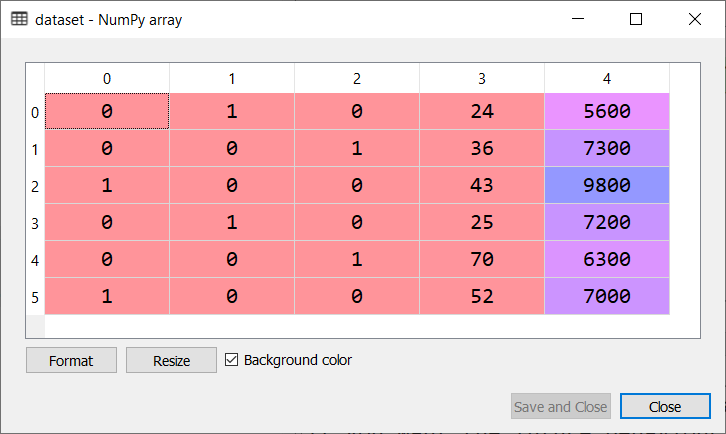 dataset - NumPy array
0 1 2 3 4
0 0 1 0 24 5600
1 0 0 1 36 7300
2 1 0 0 43 9800
3 0 1 0 25 7200
4 0 0 1 70 6300
5 1 0 0 52 7000
Format Resize Background color
Save and Close Close